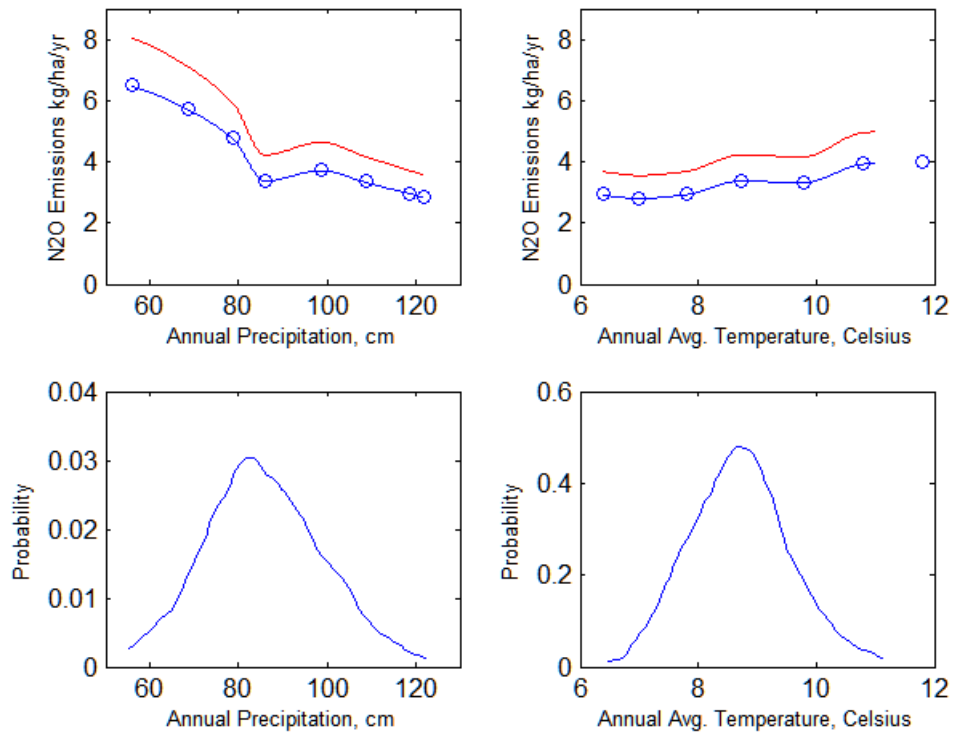 N2O Emissions kg/ha/yr
8
6
4
2
0
60 80 100 120
Annual Precipitation, cm
N2O Emissions kg/ha/yr
8
6
4
2
0
6 8 10 12
Annual Avg. Temperature, Celsius
Probability
0.04
0.03
0.02
0.01
0
60 80 100 120
Annual Precipitation, cm
Probability
0.6
0.4
0.2
0
6 8 10 12
Annual Avg. Temperature, Celsius